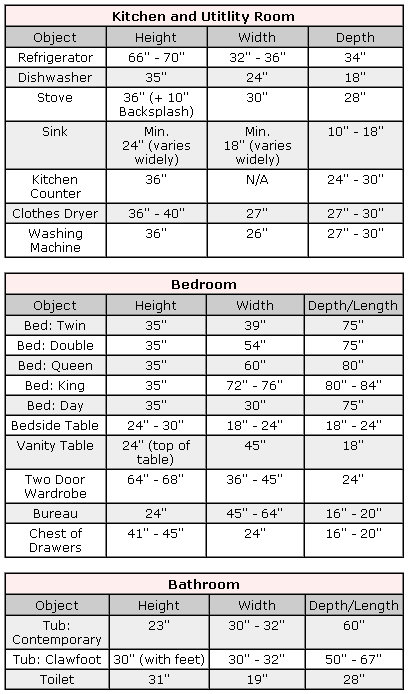 Kitchen and Utitlity Room
Object Height Width Depth
Refrigerator 66" - 70" 32" - 36" 34"
Dishwasher 35" 24" 18"
Stove 36" (+ 10" Backsplash) 30" 28"
Sink Min. 24" (varies widely) Min. 18" (varies widely) 10" - 18"
Kitchen Counter 36" N/A 24" - 30"
Clothes Dryer 36" - 40" 27" 27" - 30"
Washing Machine 36" 26" 27" - 30"
Bedroom
Object Height Width Depth/Length
Bed: Twin 35" 39" 75"
Bed: Double 35" 54" 75"
Bed: Queen 35" 60" 80"
Bed: King 35" 72" - 76" 80" - 84"
Bed: Day 35" 30" 75"
Bedside Table 24" - 30" 18" - 24" 18" - 24"
Vanity Table 24" (top of table) 45" 18"
Two Door Wardrobe 64" - 68" 36" - 45" 24"
Bureau 24" 45" - 64" 16" - 20"
Chest of Drawers 41" - 45" 24" 16" - 20"
Bathroom
Object Height Width Depth/Length
Tub: Contemporary 23" 30" - 32" 60"
Tub: Clawfoot 30" (with feet) 30" - 32" 50" - 67"
Toilet 31" 19" 28"